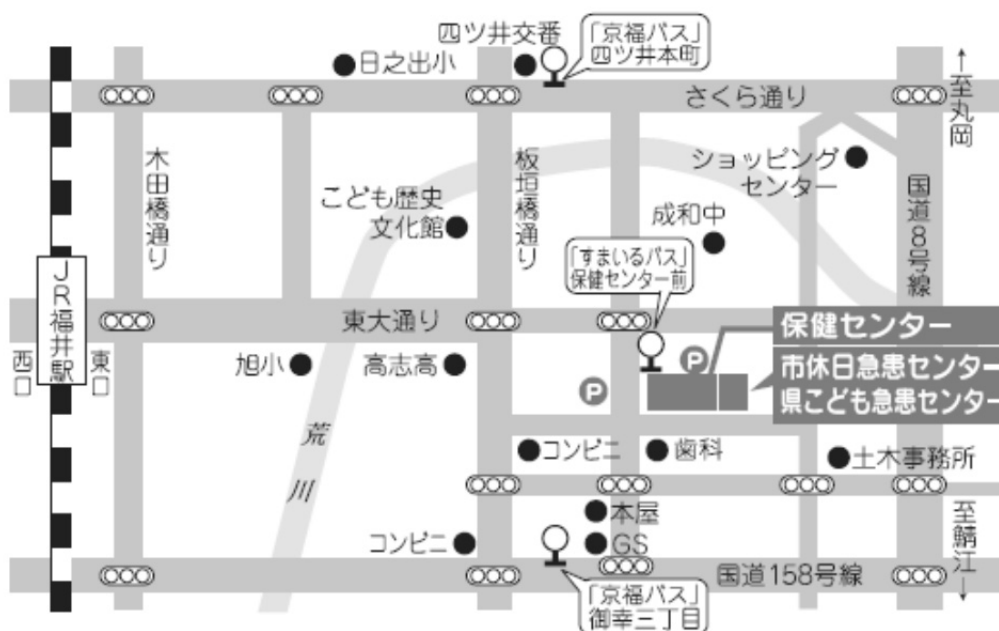 四ツ井交番
「京福バス」
四ツ井本町
日之出小
さくら通り
↑至丸岡
木田橋通り
板垣橋通り
ショッピング
センター
国道8号線
こども歴史
文化館
成和中
「すまいるバス」
保健センター前
JR福井駅
西口
東口
東大通り
保健センター
市休日急患センター
県こども急患センター
旭小
高志高
P
P
荒川
コンビニ
歯科
土木事務所
本屋
コンビニ
GS
至鯖江↓
国道158号線
「京福バス」
御幸三丁目